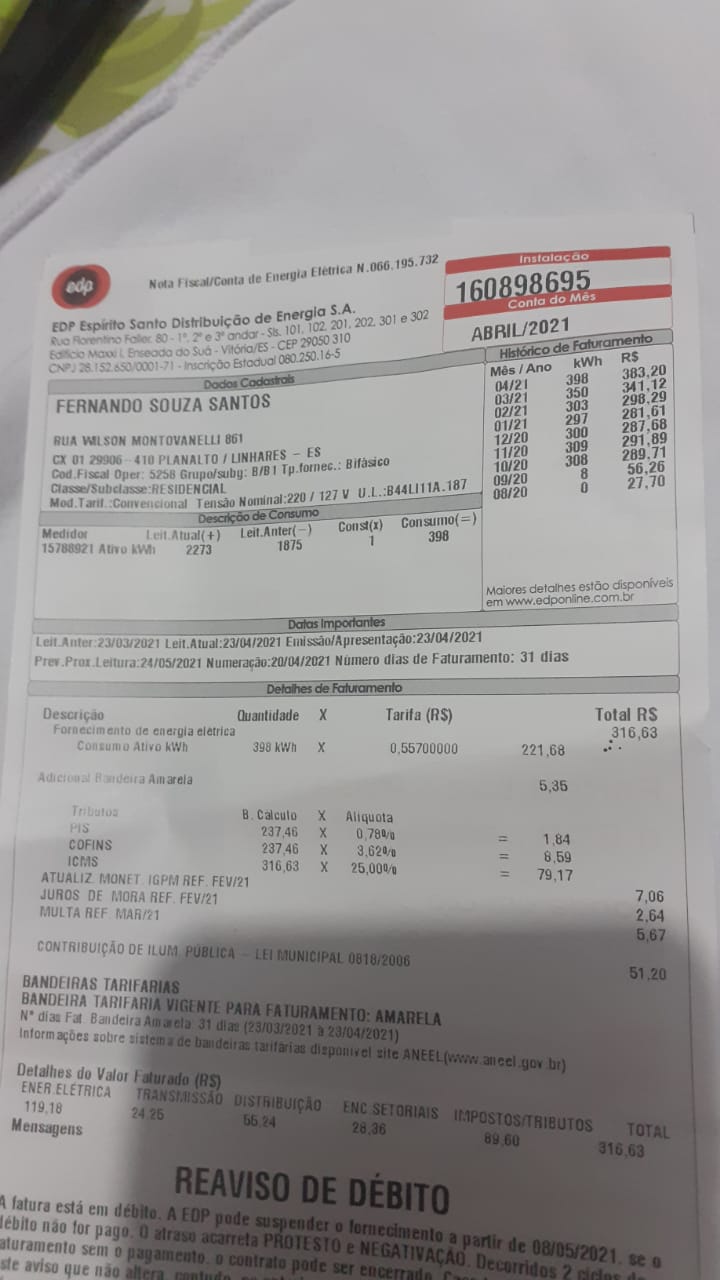 edp
Nota Fiscal/Conta de Energia Elétrica N.066.195.732
Instalação
160898695
Conta do Mês
ABRIL/2021
EDP Espírito Santo Distribuição de Energia S.A.
Rua Florentino Faller, 80 - 1º, 2º e 3º andar - Sls. 101, 102, 201, 202, 301 e 302
Edifício Maxxi I, Enseada do Suá - Vitória/ES - CEP 29050 310
CNPJ 28.152.650/0001-71 - Inscrição Estadual 080.250.16-5
Dados Cadastrais
FERNANDO SOUZA SANTOS
RUA WILSON MONTOVANELLI 861
CX 01 29906-410 PLANALTO / LINHARES - ES
Cod.Fiscal Oper: 5258 Grupo/subg: B/B1 Tp.fornec.: Bifásico
Classe/Subclasse:RESIDENCIAL
Mod.Tarif.:Convencional Tensão Nominal:220 / 127 V U.L.:B44LI11A.187
Histórico de Faturamento
Mês / Ano kWh R$
04/21 398 383,20
03/21 350 341,12
02/21 303 298,29
01/21 297 281,61
12/20 300 287,68
11/20 309 291,89
10/20 308 289,71
09/20 8 56,26
08/20 0 27,70
Maiores detalhes estão disponíveis
em www.edponline.com.br
Descrição de Consumo
Medidor Leit.Atual(+) Leit.Anter(-) Const(x) Consumo(=)
15788921 Ativo kWh 2273 1875 1 398
Datas Importantes
Leit.Anter:23/03/2021 Leit.Atual:23/04/2021 Emissão/Apresentação:23/04/2021
Prev.Prox.Leitura:24/05/2021 Numeração:20/04/2021 Número dias de Faturamento: 31 dias
Detalhes de Faturamento
Descrição Quantidade X Tarifa (R$) Total R$
Fornecimento de energia elétrica 316,63
Consumo Ativo kWh 398 kWh X 0,55700000 221,68
Adicional Bandeira Amarela 5,35
Tributos B. Cálculo X Alíquota
PIS 237,46 X 0,78% = 1,84
COFINS 237,46 X 3,62% = 8,59
ICMS 316,63 X 25,00% = 79,17
ATUALIZ. MONET. IGPM REF. FEV/21 7,06
JUROS DE MORA REF. FEV/21 2,64
MULTA REF. MAR/21 5,67
CONTRIBUIÇÃO DE ILUM. PÚBLICA - LEI MUNICIPAL 0818/2006 51,20
BANDEIRAS TARIFARIAS
BANDEIRA TARIFARIA VIGENTE PARA FATURAMENTO: AMARELA
Nº dias Fat. Bandeira Amarela: 31 dias (23/03/2021 à 23/04/2021)
Informações sobre sistema de bandeiras tarifárias disponível site ANEEL(www.aneel.gov.br)
Detalhes do Valor Faturado (R$)
ENER.ELÉTRICA TRANSMISSÃO DISTRIBUIÇÃO ENC.SETORIAIS IMPOSTOS/TRIBUTOS TOTAL
119,18 24,25 55,24 28,36 89,60 316,63
Mensagens
REAVISO DE DÉBITO
A fatura está em débito. A EDP pode suspender o fornecimento a partir de 08/05/2021, se o
débito não for pago. O atraso acarreta PROTESTO e NEGATIVAÇÃO. Decorridos 2
sem o pagamento, o contrato pode ser encerrado.
aviso que não altera